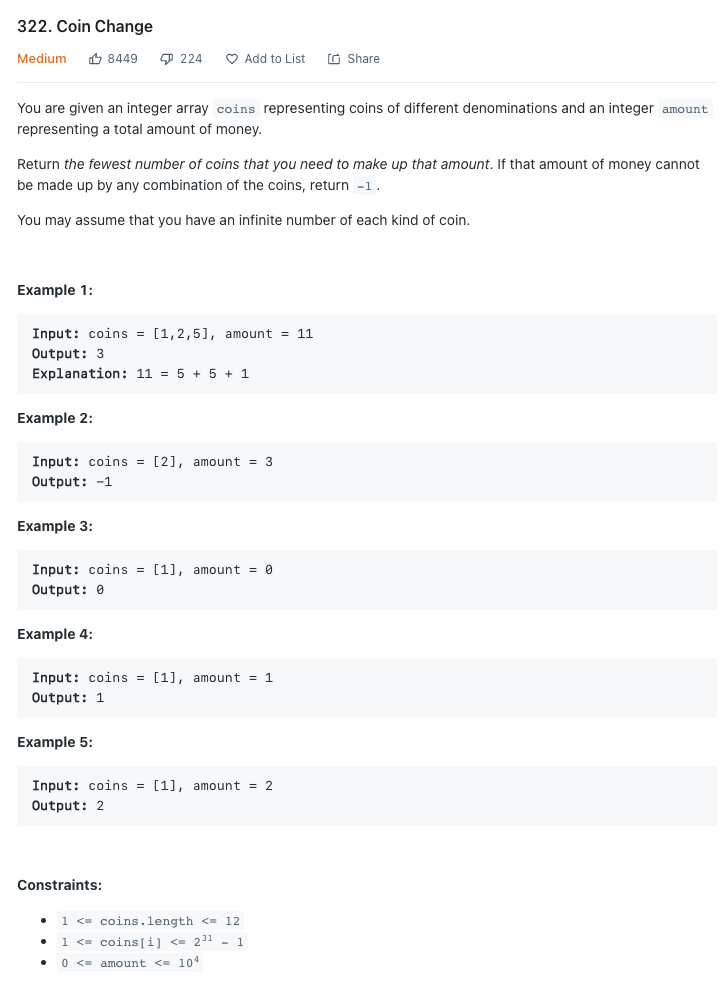 322. Coin Change
Medium 8449 224 Add to List Share
You are given an integer array coins representing coins of different denominations and an integer amount
representing a total amount of money.
Return the fewest number of coins that you need to make up that amount. If that amount of money cannot
be made up by any combination of the coins, return -1 .
You may assume that you have an infinite number of each kind of coin.
Example 1:
Input: coins = [1,2,5], amount = 11
Output: 3
Explanation: 11 = 5 + 5 + 1
Example 2:
Input: coins = [2], amount = 3
Output: -1
Example 3:
Input: coins = [1], amount = 0
Output: 0
Example 4:
Input: coins = [1], amount = 1
Output: 1
Example 5:
Input: coins = [1], amount = 2
Output: 2
Constraints:
• 1 <= coins.length <= 12
• 1 <= coins[i] <= 2³¹ - 1
• 0 <= amount <= 10⁴